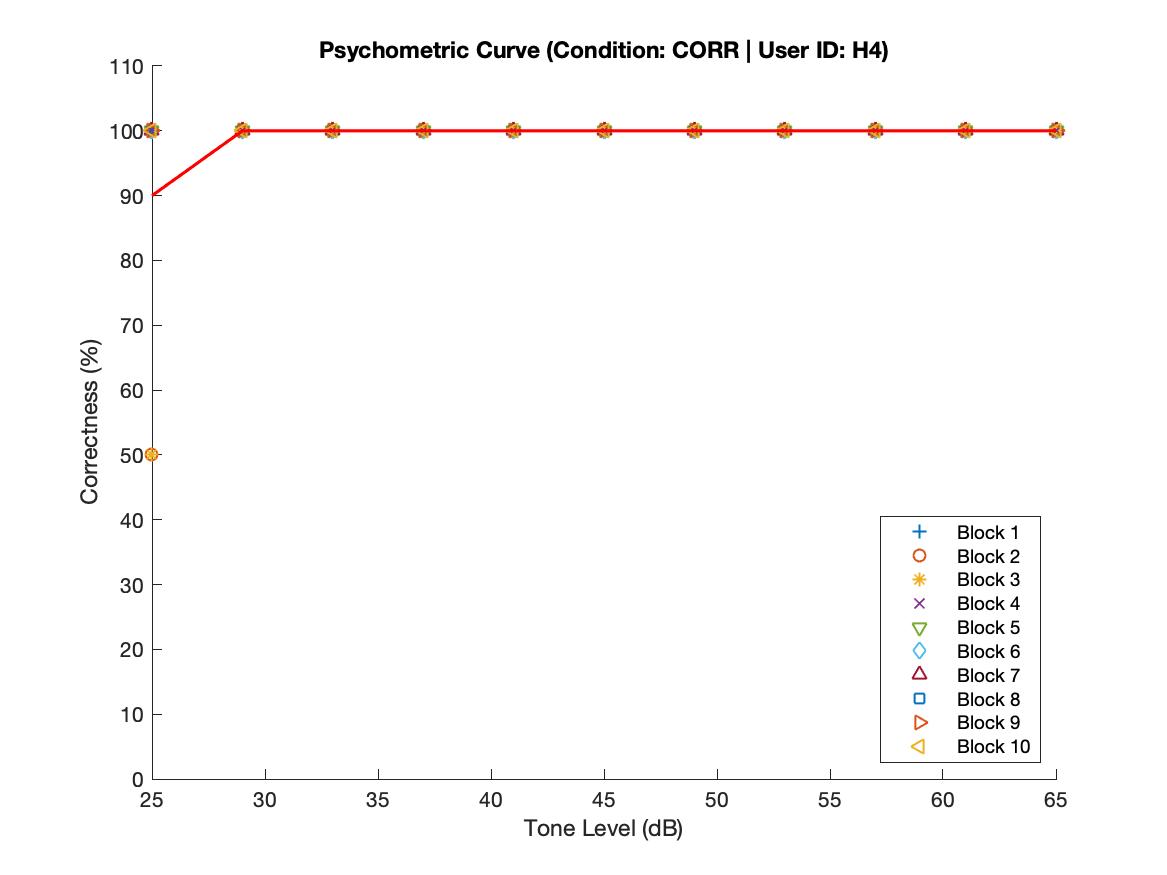 Psychometric Curve (Condition: CORR | User ID: H4)
110
100
90
80
70
60
50
40
30
20
10
0
Correctness (%)
Block 1
Block 2
Block 3
Block 4
Block 5
Block 6
Block 7
Block 8
Block 9
Block 10
25 30 35 40 45 50 55 60 65
Tone Level (dB)